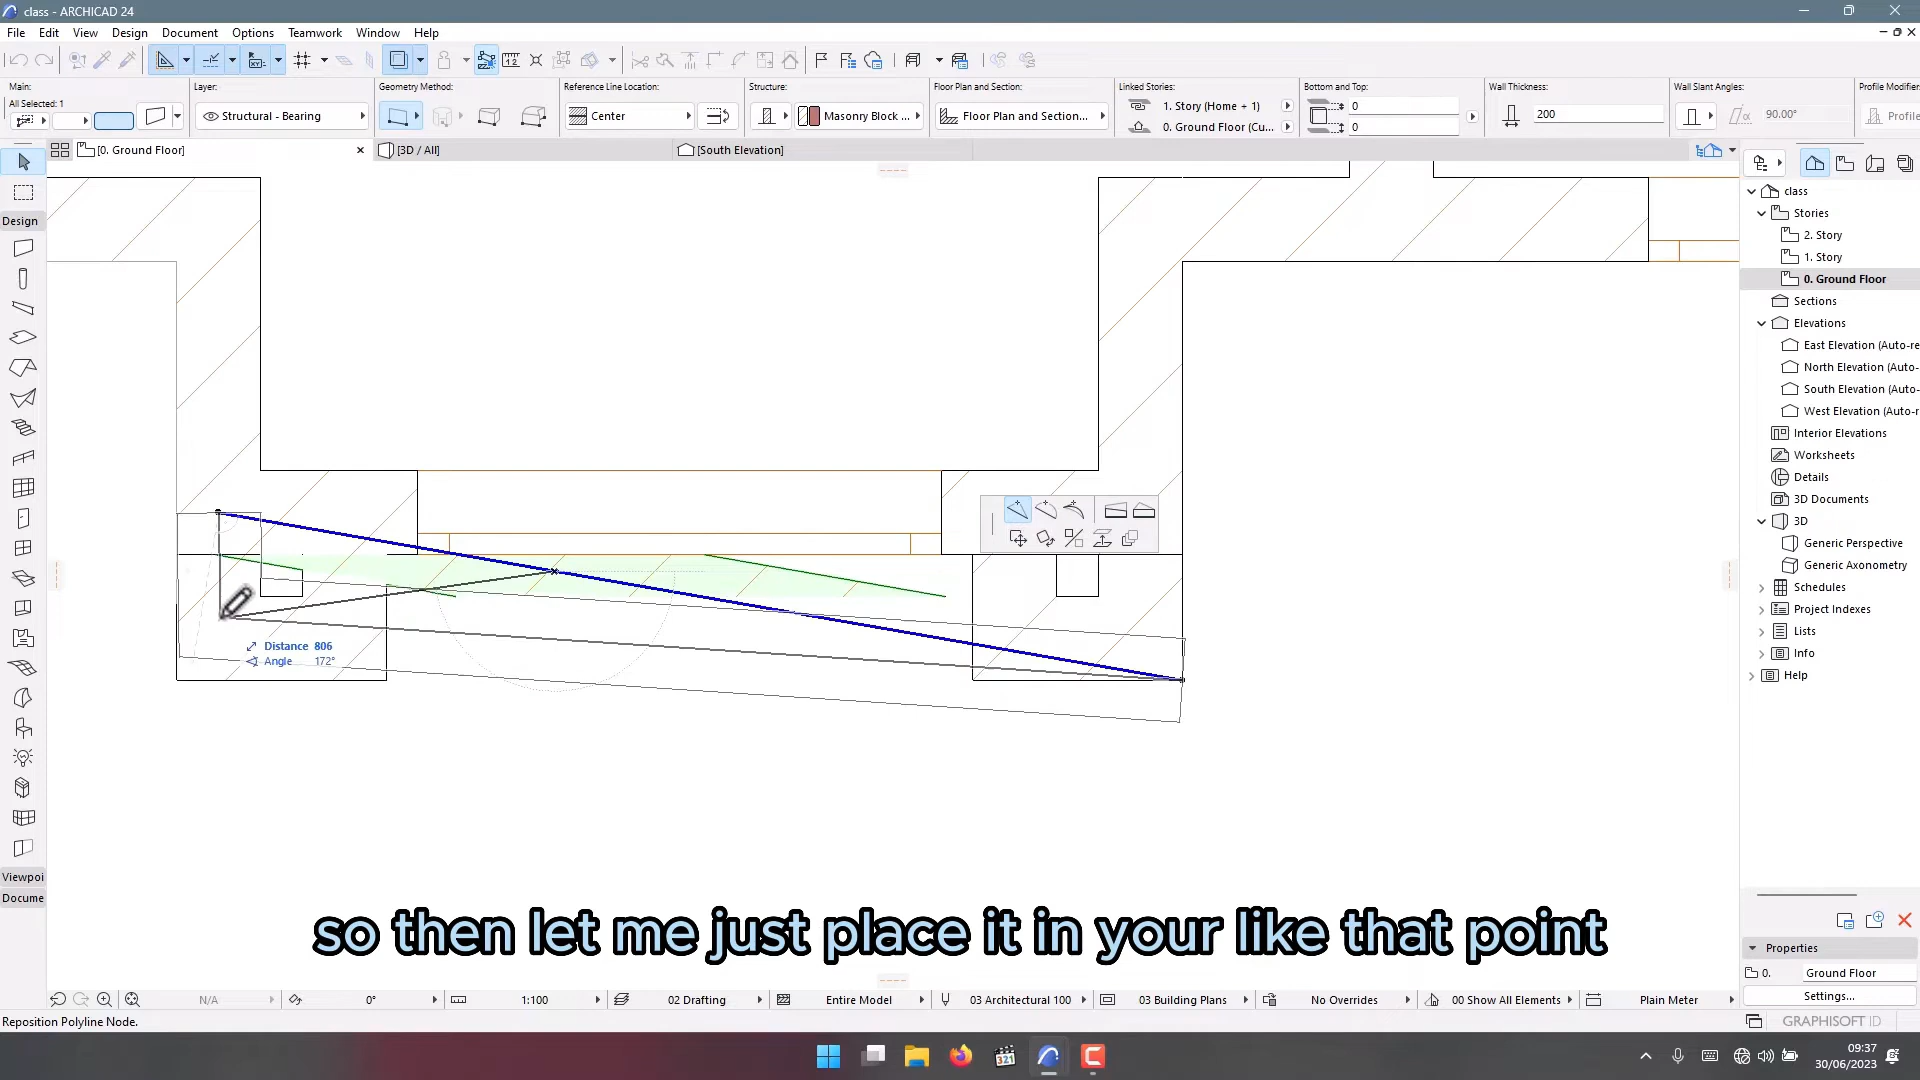 class - ARCHICAD 24
File Edit View Design Document Options Teamwork Window Help
Main:
All Selected: 1
Layer:
Structural - Bearing
Geometry Method:
Reference Line Location:
Center
Structure:
Masonry Block ...
Floor Plan and Section:
Floor Plan and Section...
Linked Stories:
1. Story (Home + 1)
0. Ground Floor (Cu...
Bottom and Top:
0
0
Wall Thickness:
200
Wall Slant Angles:
90.00°
Profile Modifier
Profile
[0. Ground Floor]
[3D / All]
[South Elevation]
Design
Viewpoi
Docume
Distance 806
Angle 172°
class
Stories
2. Story
1. Story
0. Ground Floor
Sections
Elevations
East Elevation (Auto-re
North Elevation (Auto-
South Elevation (Auto-
West Elevation (Auto-r
Interior Elevations
Worksheets
Details
3D Documents
3D
Generic Perspective
Generic Axonometry
Schedules
Project Indexes
Lists
Info
Help
so then let me just place it in your like that point
Properties
0. Ground Floor
Settings...
N/A
0°
1:100
02 Drafting
Entire Model
03 Architectural 100
03 Building Plans
No Overrides
00 Show All Elements
Plain Meter
Reposition Polyline Node.
GRAPHISOFT ID
321
09:37
30/06/2023